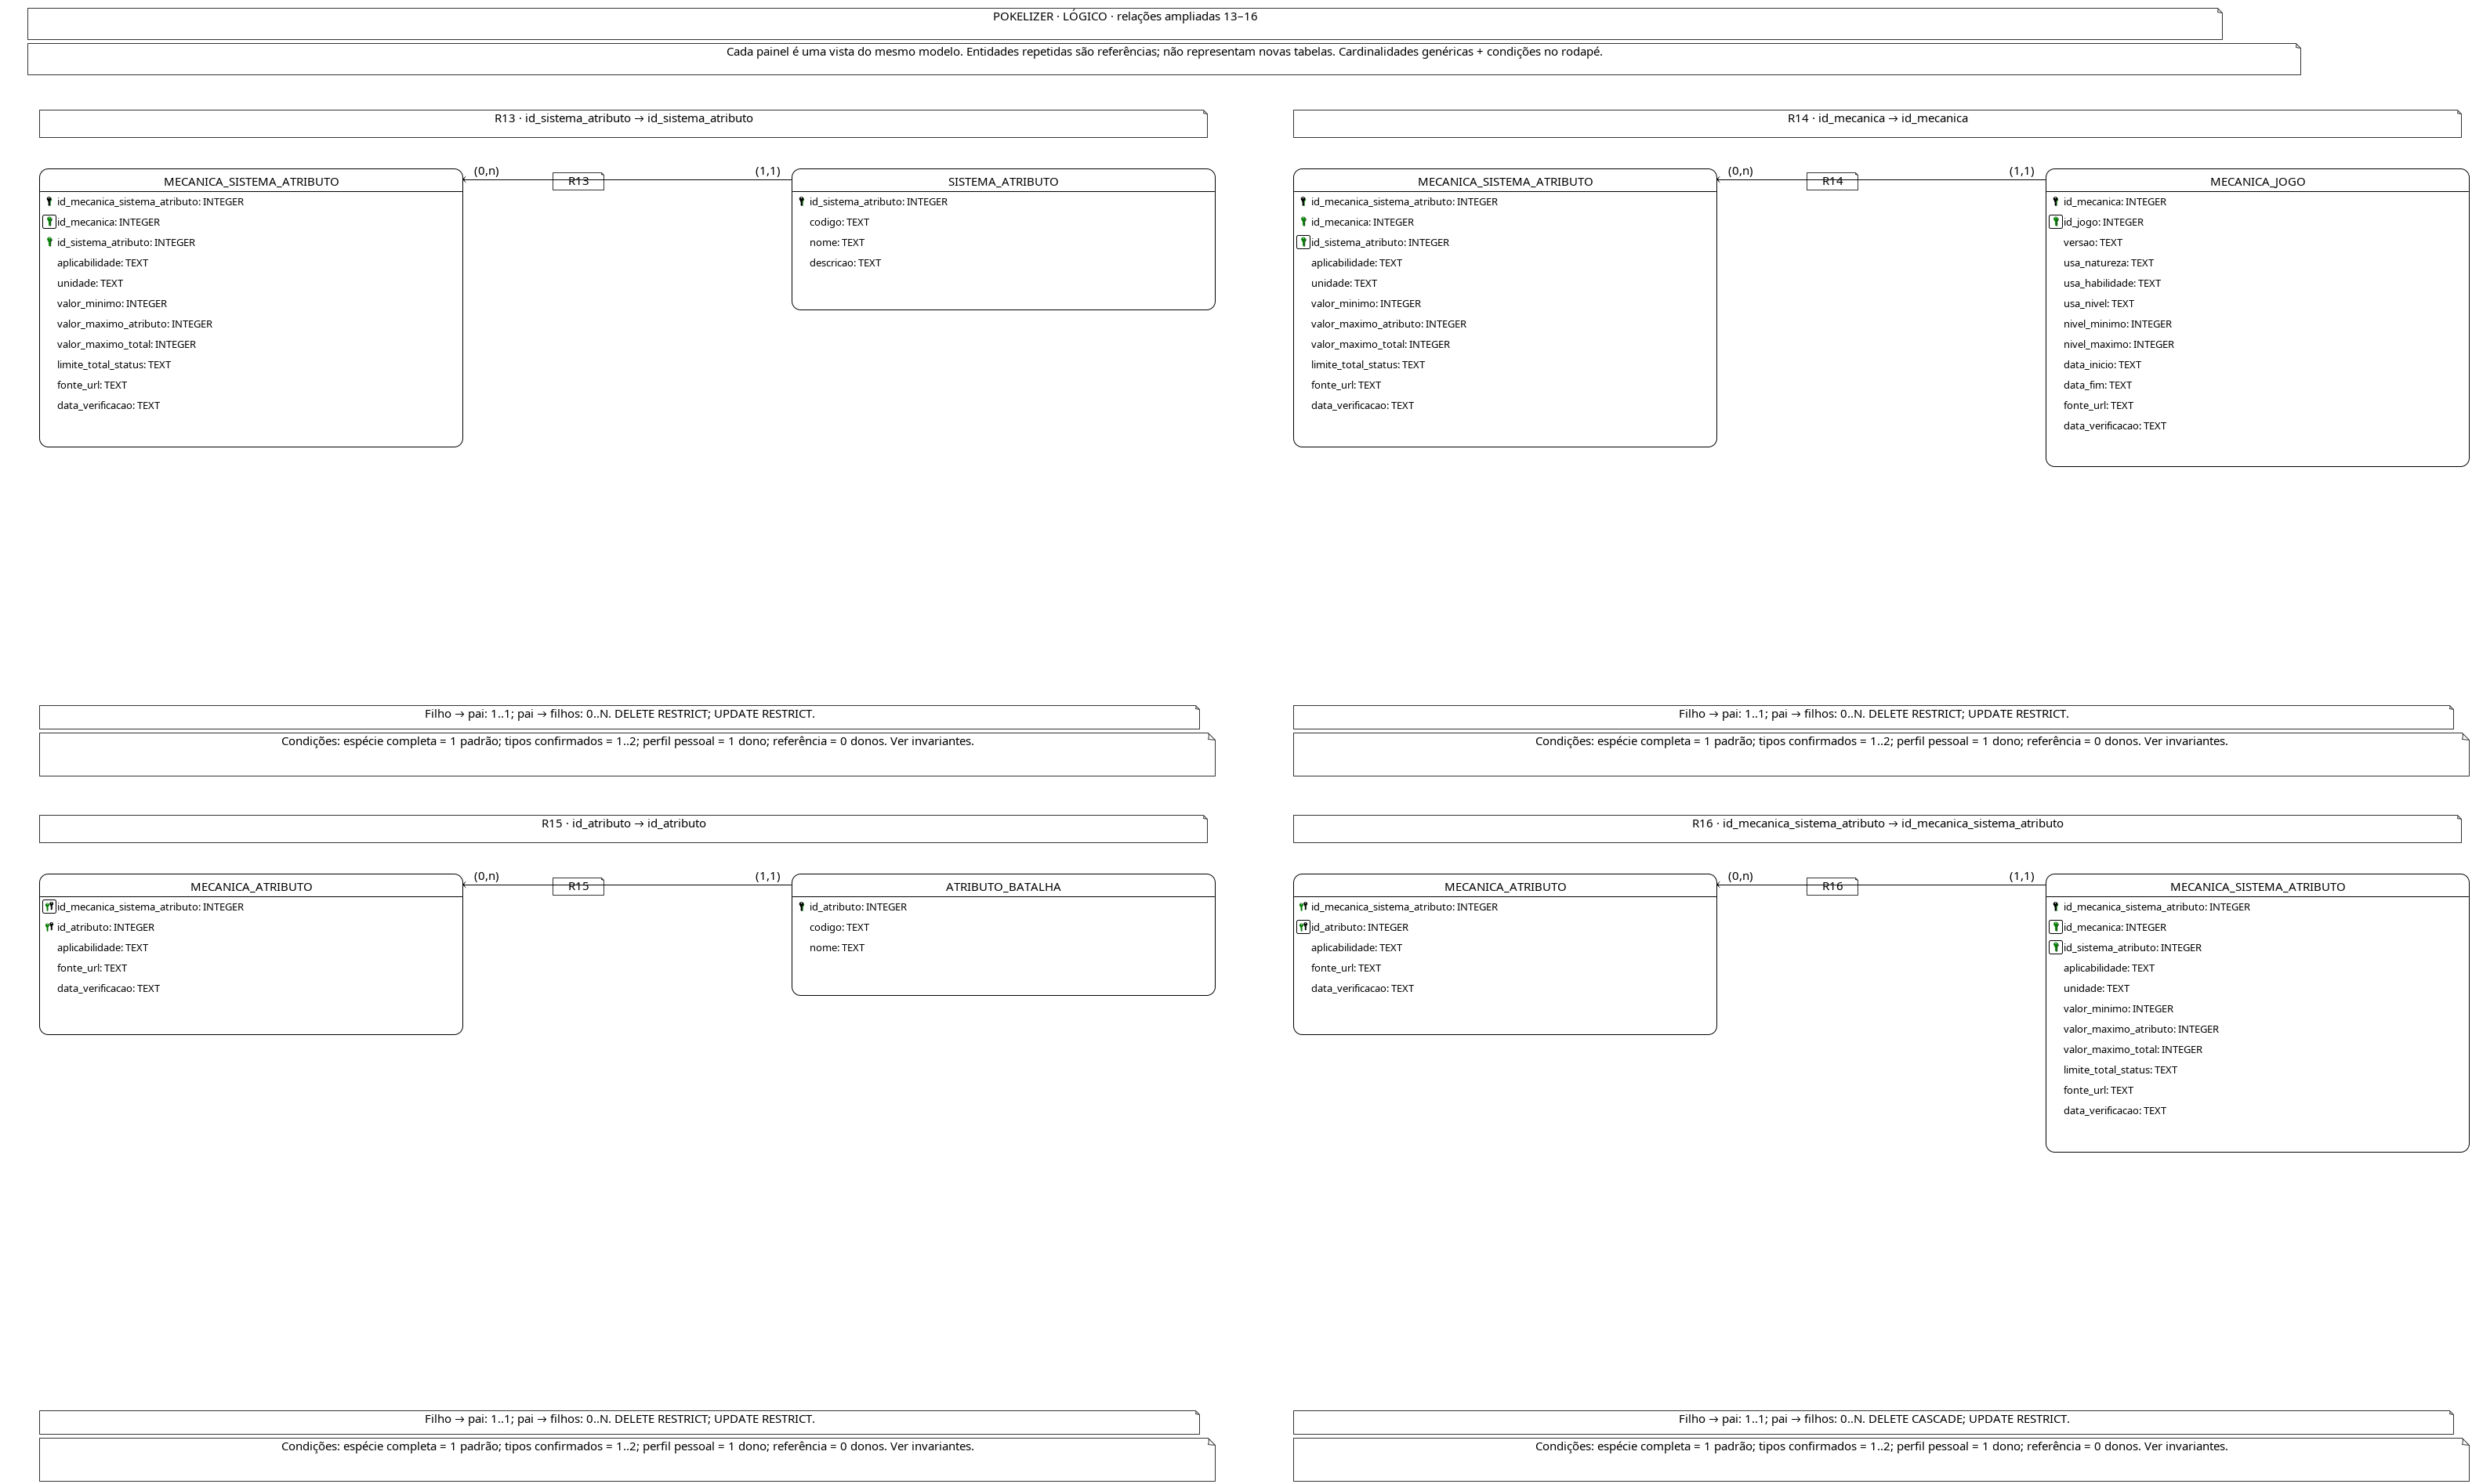 POKELIZER · LÓGICO · relações ampliadas 13–16
Cada painel é uma vista do mesmo modelo. Entidades repetidas são referências; não representam novas tabelas. Cardinalidades genéricas + condições no rodapé.
R13 · id_sistema_atributo → id_sistema_atributo
MECANICA_SISTEMA_ATRIBUTO
id_mecanica_sistema_atributo: INTEGER
id_mecanica: INTEGER
id_sistema_atributo: INTEGER
aplicabilidade: TEXT
unidade: TEXT
valor_minimo: INTEGER
valor_maximo_atributo: INTEGER
valor_maximo_total: INTEGER
limite_total_status: TEXT
fonte_url: TEXT
data_verificacao: TEXT
(0,n)
R13
(1,1)
SISTEMA_ATRIBUTO
id_sistema_atributo: INTEGER
codigo: TEXT
nome: TEXT
descricao: TEXT
Filho → pai: 1..1; pai → filhos: 0..N. DELETE RESTRICT; UPDATE RESTRICT.
Condições: espécie completa = 1 padrão; tipos confirmados = 1..2; perfil pessoal = 1 dono; referência = 0 donos. Ver invariantes.
R14 · id_mecanica → id_mecanica
MECANICA_SISTEMA_ATRIBUTO
id_mecanica_sistema_atributo: INTEGER
id_mecanica: INTEGER
id_sistema_atributo: INTEGER
aplicabilidade: TEXT
unidade: TEXT
valor_minimo: INTEGER
valor_maximo_atributo: INTEGER
valor_maximo_total: INTEGER
limite_total_status: TEXT
fonte_url: TEXT
data_verificacao: TEXT
(0,n)
R14
(1,1)
MECANICA_JOGO
id_mecanica: INTEGER
id_jogo: INTEGER
versao: TEXT
usa_natureza: TEXT
usa_habilidade: TEXT
usa_nivel: TEXT
nivel_minimo: INTEGER
nivel_maximo: INTEGER
data_inicio: TEXT
data_fim: TEXT
fonte_url: TEXT
data_verificacao: TEXT
Filho → pai: 1..1; pai → filhos: 0..N. DELETE RESTRICT; UPDATE RESTRICT.
Condições: espécie completa = 1 padrão; tipos confirmados = 1..2; perfil pessoal = 1 dono; referência = 0 donos. Ver invariantes.
R15 · id_atributo → id_atributo
MECANICA_ATRIBUTO
id_mecanica_sistema_atributo: INTEGER
id_atributo: INTEGER
aplicabilidade: TEXT
fonte_url: TEXT
data_verificacao: TEXT
(0,n)
R15
(1,1)
ATRIBUTO_BATALHA
id_atributo: INTEGER
codigo: TEXT
nome: TEXT
Filho → pai: 1..1; pai → filhos: 0..N. DELETE RESTRICT; UPDATE RESTRICT.
Condições: espécie completa = 1 padrão; tipos confirmados = 1..2; perfil pessoal = 1 dono; referência = 0 donos. Ver invariantes.
R16 · id_mecanica_sistema_atributo → id_mecanica_sistema_atributo
MECANICA_ATRIBUTO
id_mecanica_sistema_atributo: INTEGER
id_atributo: INTEGER
aplicabilidade: TEXT
fonte_url: TEXT
data_verificacao: TEXT
(0,n)
R16
(1,1)
MECANICA_SISTEMA_ATRIBUTO
id_mecanica_sistema_atributo: INTEGER
id_mecanica: INTEGER
id_sistema_atributo: INTEGER
aplicabilidade: TEXT
unidade: TEXT
valor_minimo: INTEGER
valor_maximo_atributo: INTEGER
valor_maximo_total: INTEGER
limite_total_status: TEXT
fonte_url: TEXT
data_verificacao: TEXT
Filho → pai: 1..1; pai → filhos: 0..N. DELETE CASCADE; UPDATE RESTRICT.
Condições: espécie completa = 1 padrão; tipos confirmados = 1..2; perfil pessoal = 1 dono; referência = 0 donos. Ver invariantes.